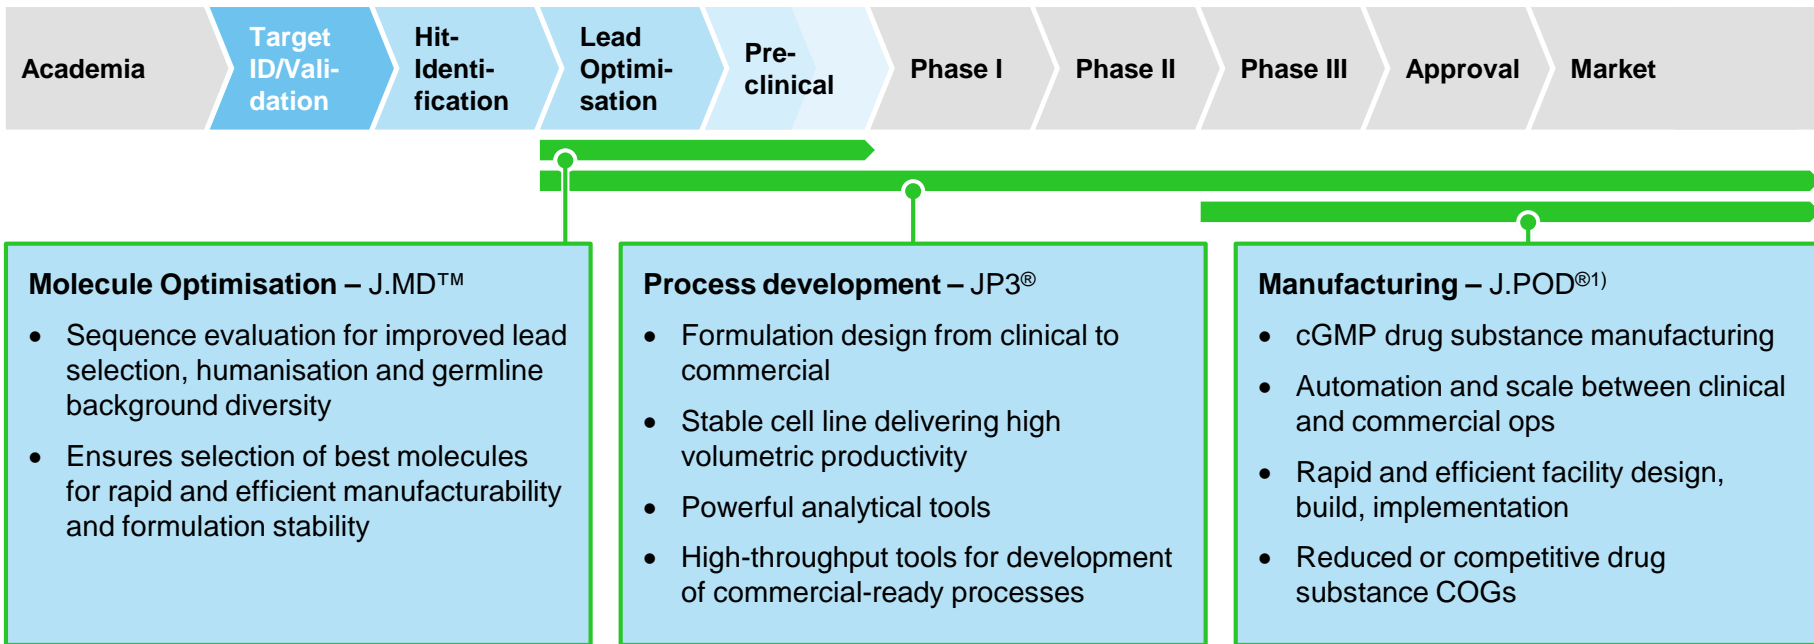 Academia
Target
ID/Vali-
dation
Hit-
Identi-
fication
Lead
Optimi-
sation
Pre-
clinical
Phase I
Phase II
Phase III
Approval
Market
Molecule Optimisation – J.MD™
• Sequence evaluation for improved lead
selection, humanisation and germline
background diversity
• Ensures selection of best molecules
for rapid and efficient manufacturability
and formulation stability
Process development – JP3®
• Formulation design from clinical to
commercial
• Stable cell line delivering high
volumetric productivity
• Powerful analytical tools
• High-throughput tools for development
of commercial-ready processes
Manufacturing – J.POD®1)
• cGMP drug substance manufacturing
• Automation and scale between clinical
and commercial ops
• Rapid and efficient facility design,
build, implementation
• Reduced or competitive drug
substance COGs